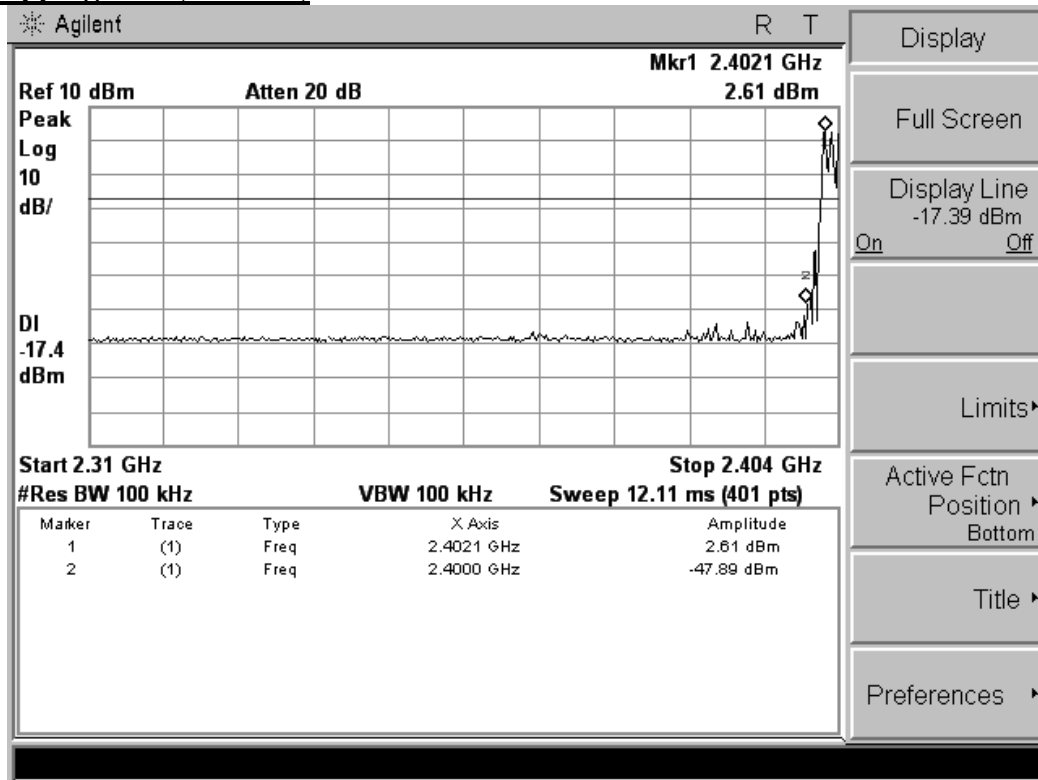 Agilent
R T
Mkr1 2.4021 GHz
Ref 10 dBm Atten 20 dB 2.61 dBm
Peak
Log
10
dB/
2
DI
-17.4
dBm
Start 2.31 GHz Stop 2.404 GHz
#Res BW 100 kHz VBW 100 kHz Sweep 12.11 ms (401 pts)
Marker Trace Type X Axis Amplitude
1 (1) Freq 2.4021 GHz 2.61 dBm
2 (1) Freq 2.4000 GHz -47.89 dBm
Display
Full Screen
Display Line
-17.39 dBm
On Off
Limits
Active Fctn
Position
Bottom
Title
Preferences